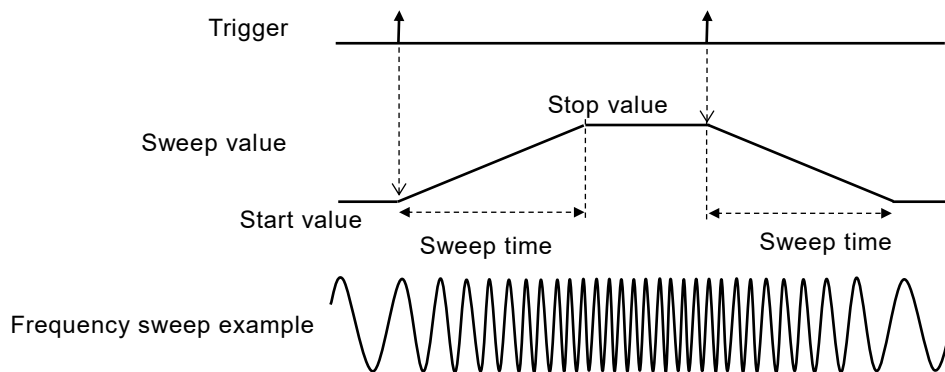 Trigger
Stop value
Sweep value
Start value
Sweep time
Sweep time
Frequency sweep example